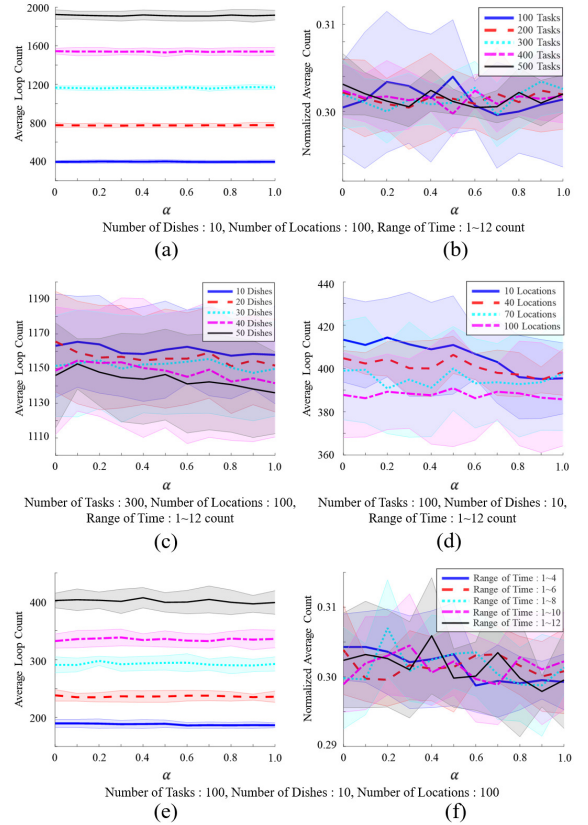 2000
1600
1200
800
400
Average Loop Count
0 0.2 0.4 0.6 0.8 1.0
α
0.31
0.30
Normalized Average Count
100 Tasks
200 Tasks
300 Tasks
400 Tasks
500 Tasks
0 0.2 0.4 0.6 0.8 1.0
α
Number of Dishes : 10, Number of Locations : 100, Range of Time : 1~12 count
(a) (b)
1190
1170
1150
1130
1110
Average Loop Count
10 Dishes
20 Dishes
30 Dishes
40 Dishes
50 Dishes
0 0.2 0.4 0.6 0.8 1.0
α
Number of Tasks : 300, Number of Locations : 100,
Range of Time : 1~12 count
(c)
440
420
400
380
360
Average Loop Count
10 Locations
40 Locations
70 Locations
100 Locations
0 0.2 0.4 0.6 0.8 1.0
α
Number of Tasks : 100, Number of Dishes : 10,
Range of Time : 1~12 count
(d)
400
300
200
Average Loop Count
0 0.2 0.4 0.6 0.8 1.0
α
0.31
0.30
0.29
Normalized Average Count
Range of Time : 1~4
Range of Time : 1~6
Range of Time : 1~8
Range of Time : 1~10
Range of Time : 1~12
0 0.2 0.4 0.6 0.8 1.0
α
Number of Tasks : 100, Number of Dishes : 10, Number of Locations : 100
(e) (f)